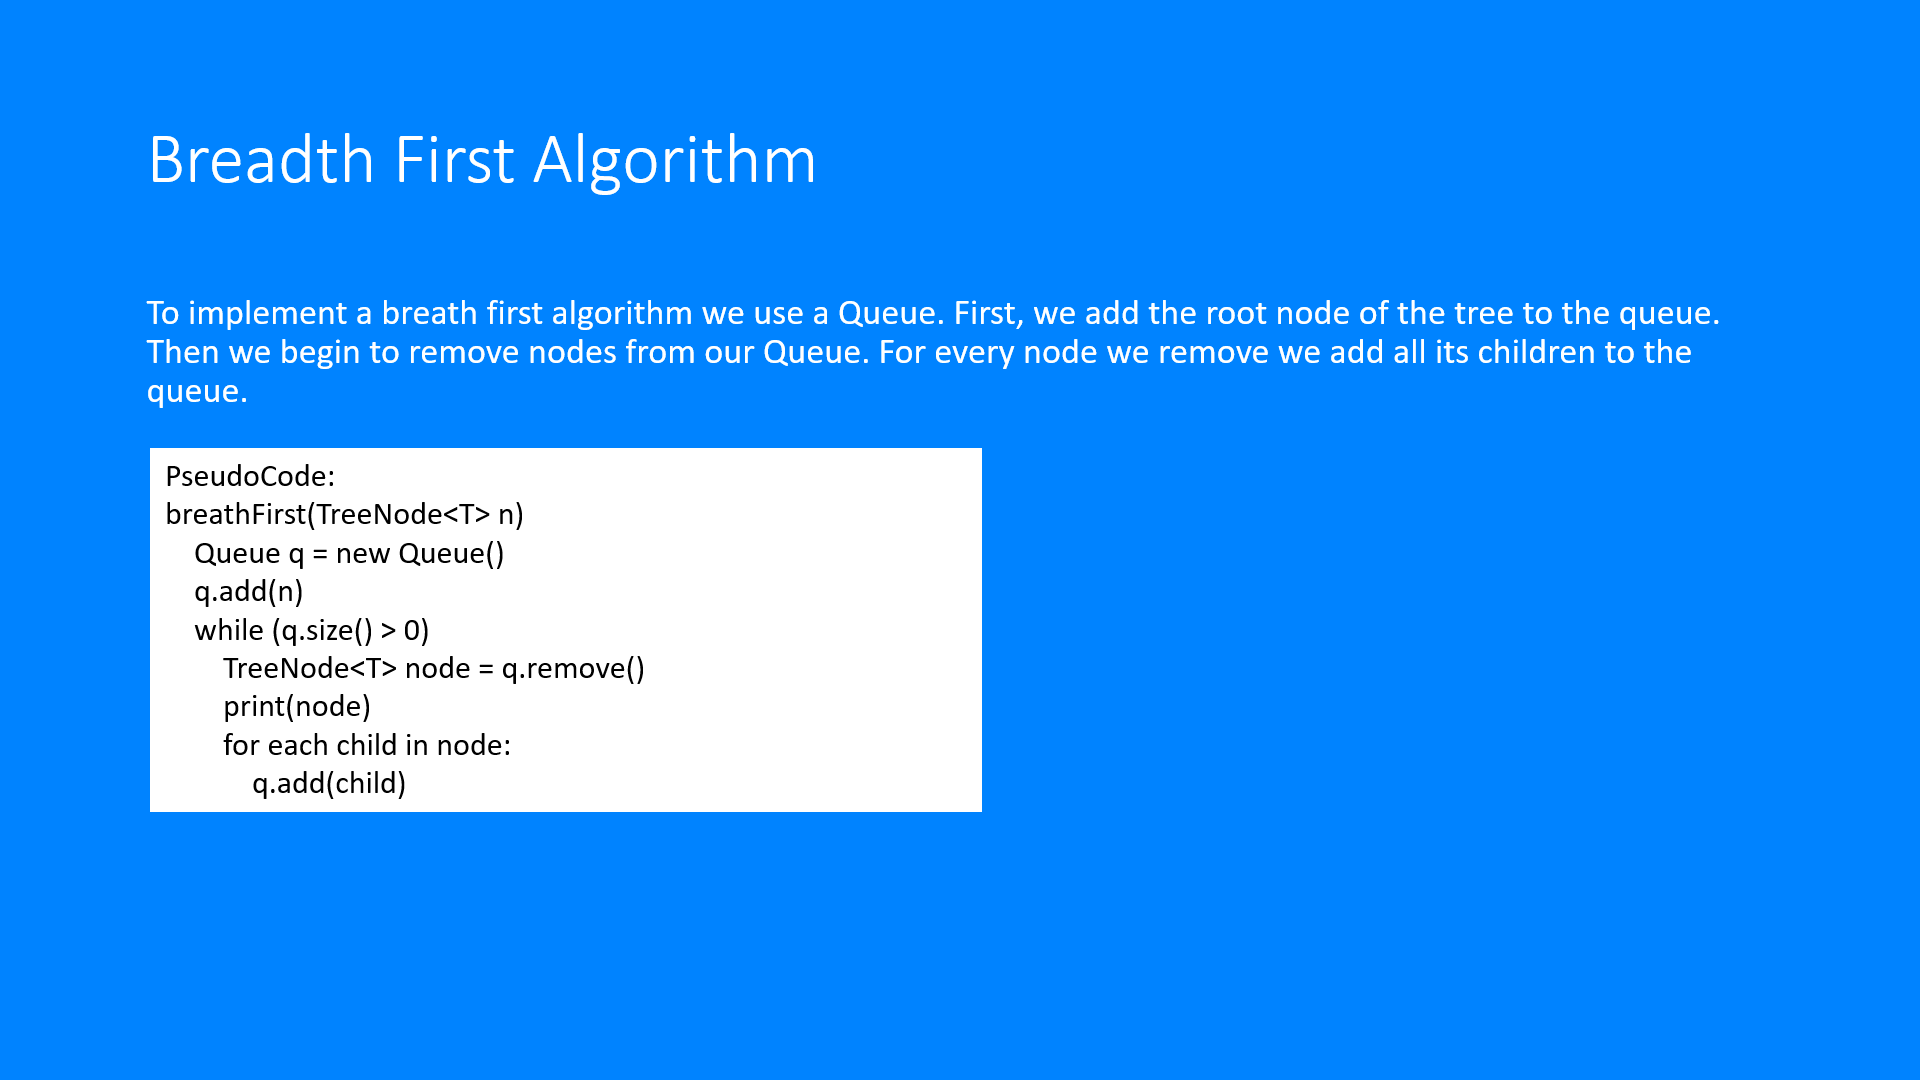 Breadth First Algorithm
To implement a breath first algorithm we use a Queue. First, we add the root node of the tree to the queue.
Then we begin to remove nodes from our Queue. For every node we remove we add all its children to the
queue.
PseudoCode:
breathFirst(TreeNode<T> n)
    Queue q = new Queue()
    q.add(n)
    while (q.size() > 0)
        TreeNode<T> node = q.remove()
        print(node)
        for each child in node:
            q.add(child)